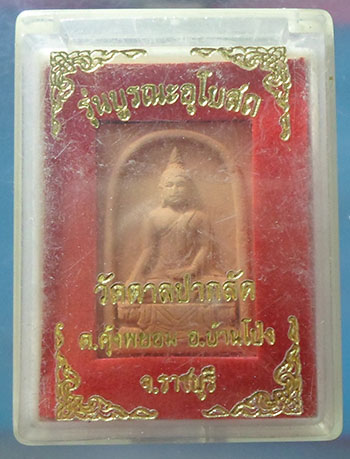 รุ่นบูรณะอุโบสถ
วัดตาลปากลัด
ต.คุ้งพยอม อ.บ้านโป่ง
จ.ราชบุรี